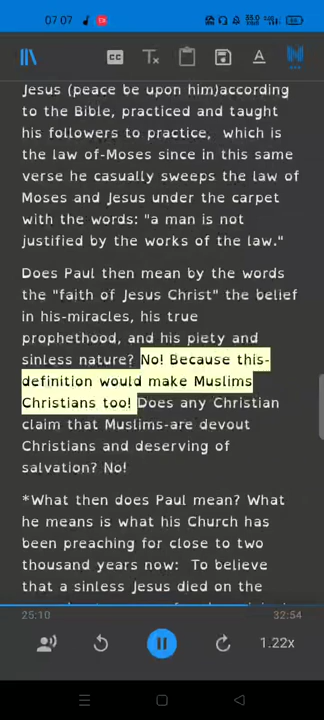 07:07
CC
Jesus (peace be upon him)according
to the Bible, practiced and taught
his followers to practice, which is
the law of-Moses since in this same
verse he casually sweeps the law of
Moses and Jesus under the carpet
with the words: "a man is not
justified by the works of the law."
Does Paul then mean by the words
the "faith of Jesus Christ" the belief
in his-miracles, his true
prophethood, and his piety and
sinless nature? No! Because this-
definition would make Muslims
Christians too! Does any Christian
claim that Muslims-are devout
Christians and deserving of
salvation? No!
*What then does Paul mean? What
he means is what his Church has
been preaching for close to two
thousand years now: To believe
that a sinless Jesus died on the
25:10
32:54
1.22x